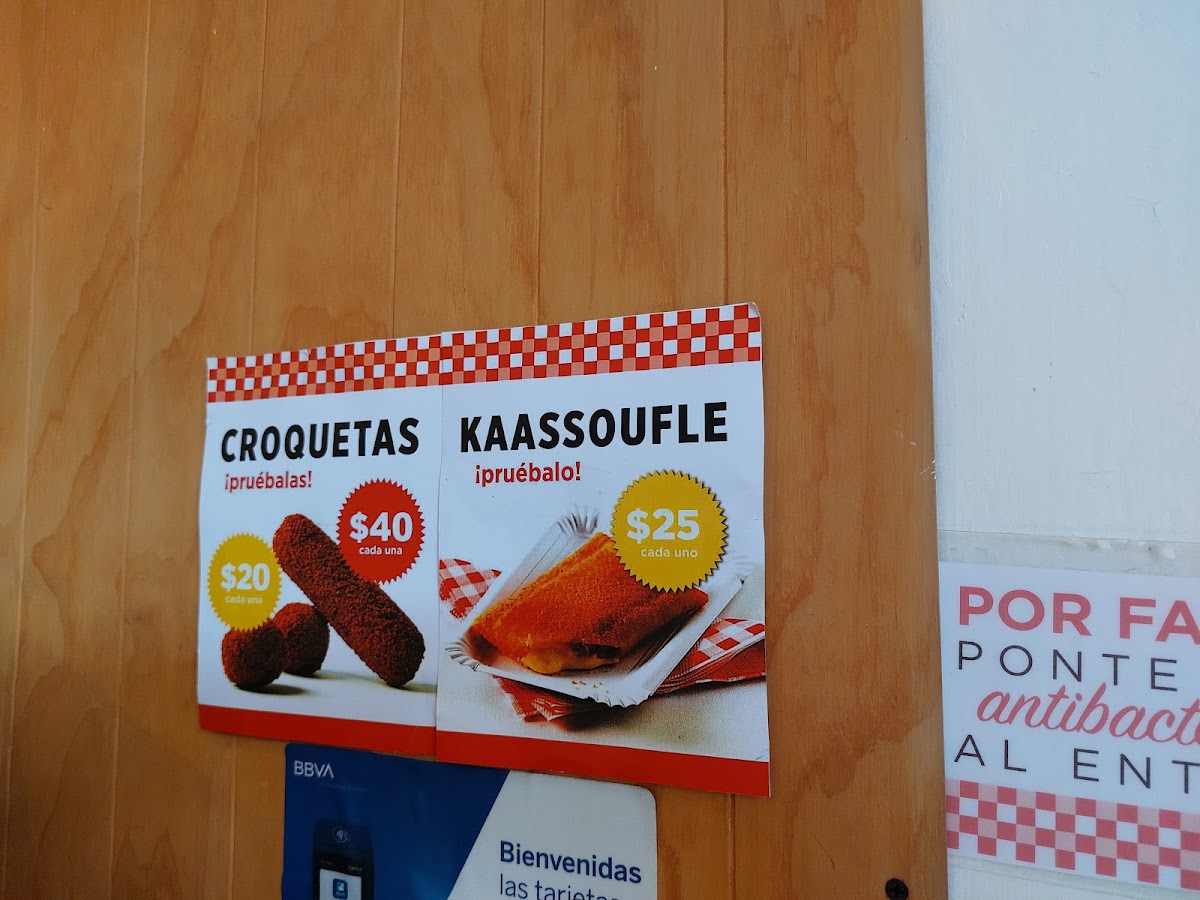 CROQUETAS
¡pruébalas!
$40
cada una
$20
cada una
KAASSOUFLE
¡pruébalo!
$25
cada uno
BBVA
Bienvenidas
las tarjetas
POR FA
PONTE
antibact
AL ENT